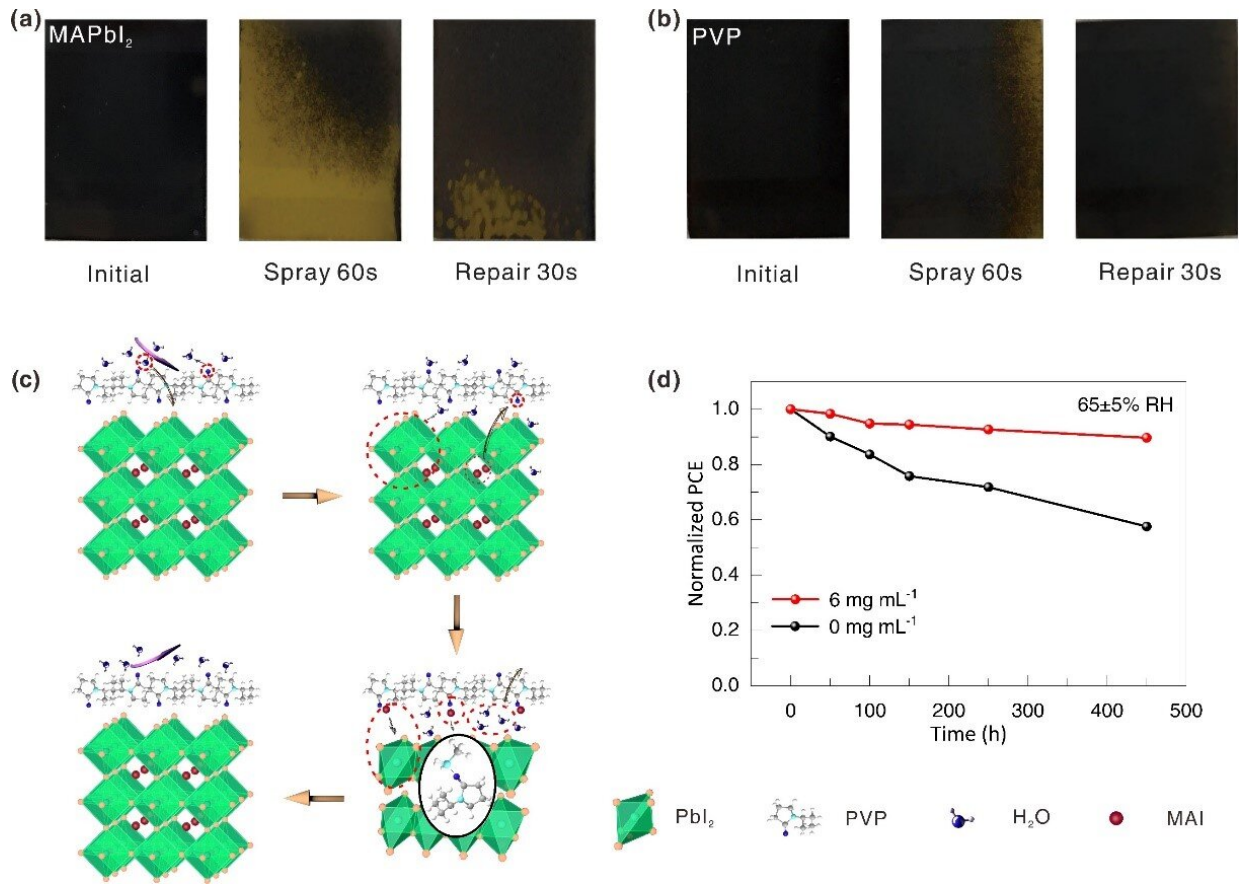 (a)
MAPbI₂
Initial
Spray 60s
Repair 30s
(b)
PVP
Initial
Spray 60s
Repair 30s
(c)
(d)
65±5% RH
Normalized PCE
1.0
0.8
0.6
0.4
0.2
0.0
6 mg mL⁻¹
0 mg mL⁻¹
0 100 200 300 400 500
Time (h)
PbI₂
PVP
H₂O
MAI